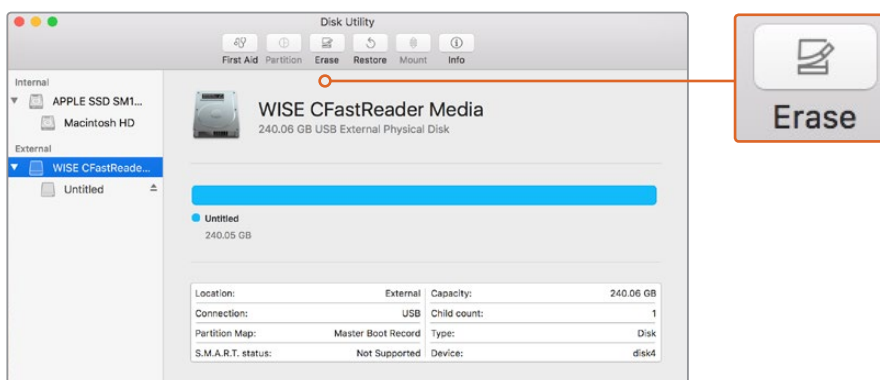 Disk Utility
First Aid Partition Erase Restore Mount Info
Erase
Internal
APPLE SSD SM1...
Macintosh HD
External
WISE CFastReade...
Untitled
WISE CFastReader Media
240.06 GB USB External Physical Disk
Untitled
240.05 GB
Location: External Capacity: 240.06 GB
Connection: USB Child count: 1
Partition Map: Master Boot Record Type: Disk
S.M.A.R.T. status: Not Supported Device: disk4